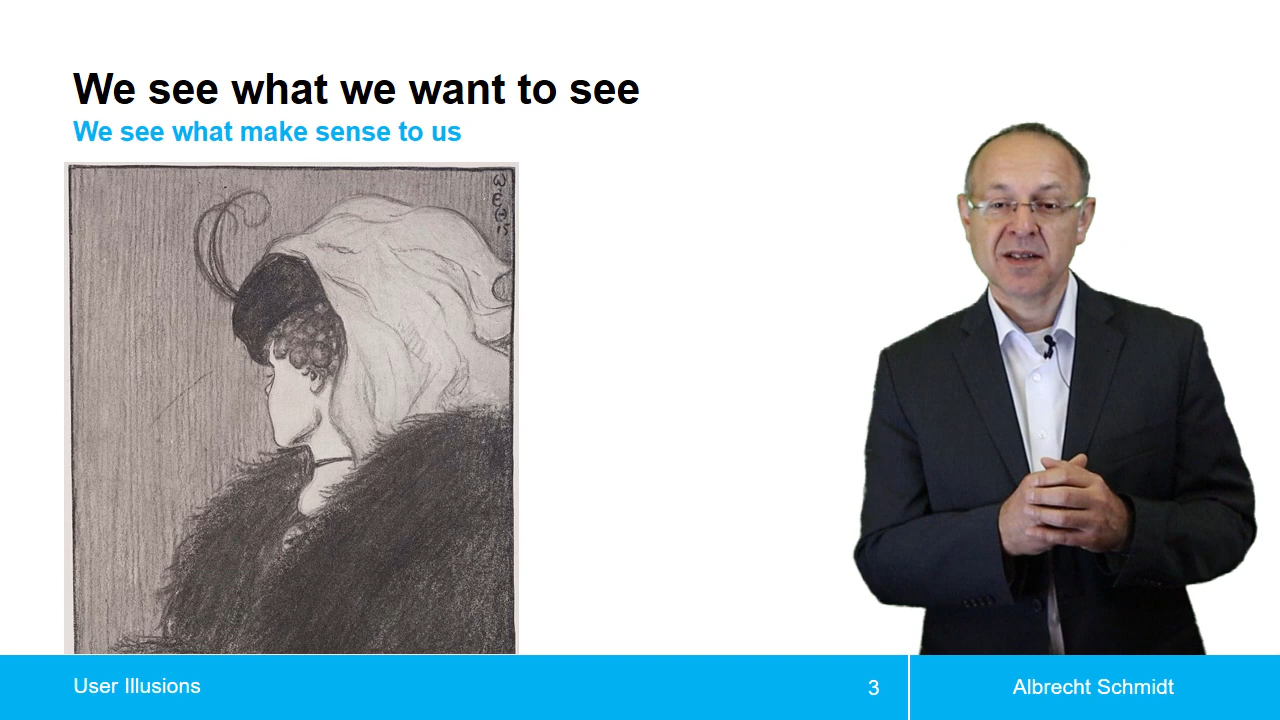 We see what we want to see
We see what make sense to us
User Illusions
3
Albrecht Schmidt